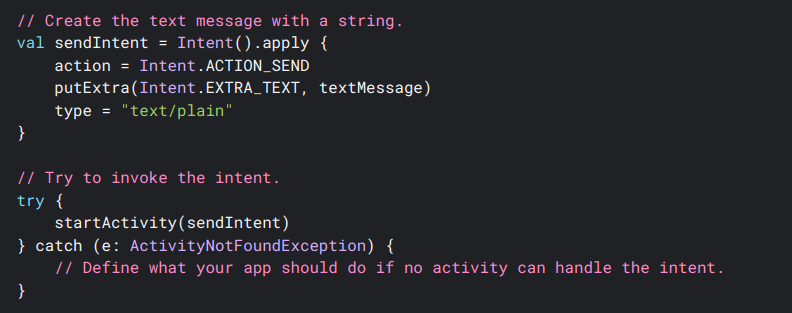 // Create the text message with a string.
val sendIntent = Intent().apply {
    action = Intent.ACTION_SEND
    putExtra(Intent.EXTRA_TEXT, textMessage)
    type = "text/plain"
}

// Try to invoke the intent.
try {
    startActivity(sendIntent)
} catch (e: ActivityNotFoundException) {
    // Define what your app should do if no activity can handle the intent.
}